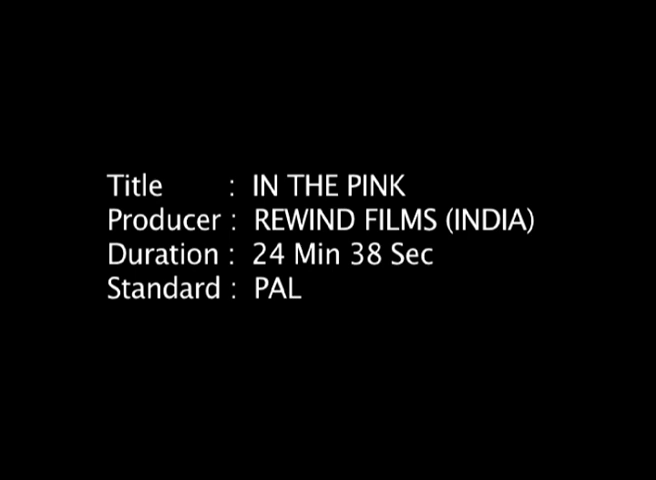 Title : IN THE PINK
Producer : REWIND FILMS (INDIA)
Duration : 24 Min 38 Sec
Standard : PAL